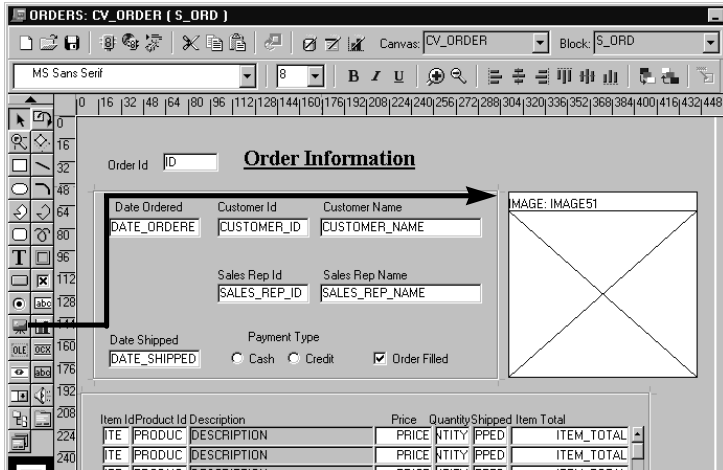 ORDERS: CV_ORDER ( S_ORD )
Canvas: CV_ORDER Block: S_ORD
MS Sans Serif 8 B I U
0 16 32 48 64 80 96 112 128 144 160 176 192 208 224 240 256 272 288 304 320 336 352 368 384 400 416 432 448
0
16
Order Id ID Order Information
32
48
IMAGE: IMAGE51
Date Ordered Customer Id Customer Name
64
DATE_ORDERE CUSTOMER_ID CUSTOMER_NAME
80
T 96
Sales Rep Id Sales Rep Name
112
SALES_REP_ID SALES_REP_NAME
abc 128
144
Date Shipped Payment Type
OLE OCX 160
DATE_SHIPPED Cash Credit Order Filled
abd 176
192
208
Item Id Product Id Description Price Quantity Shipped Item Total
224
ITE PRODUC DESCRIPTION PRICE NTITY PPED ITEM_TOTAL
240
ITE PRODUC DESCRIPTION PRICE NTITY PPED ITEM_TOTAL